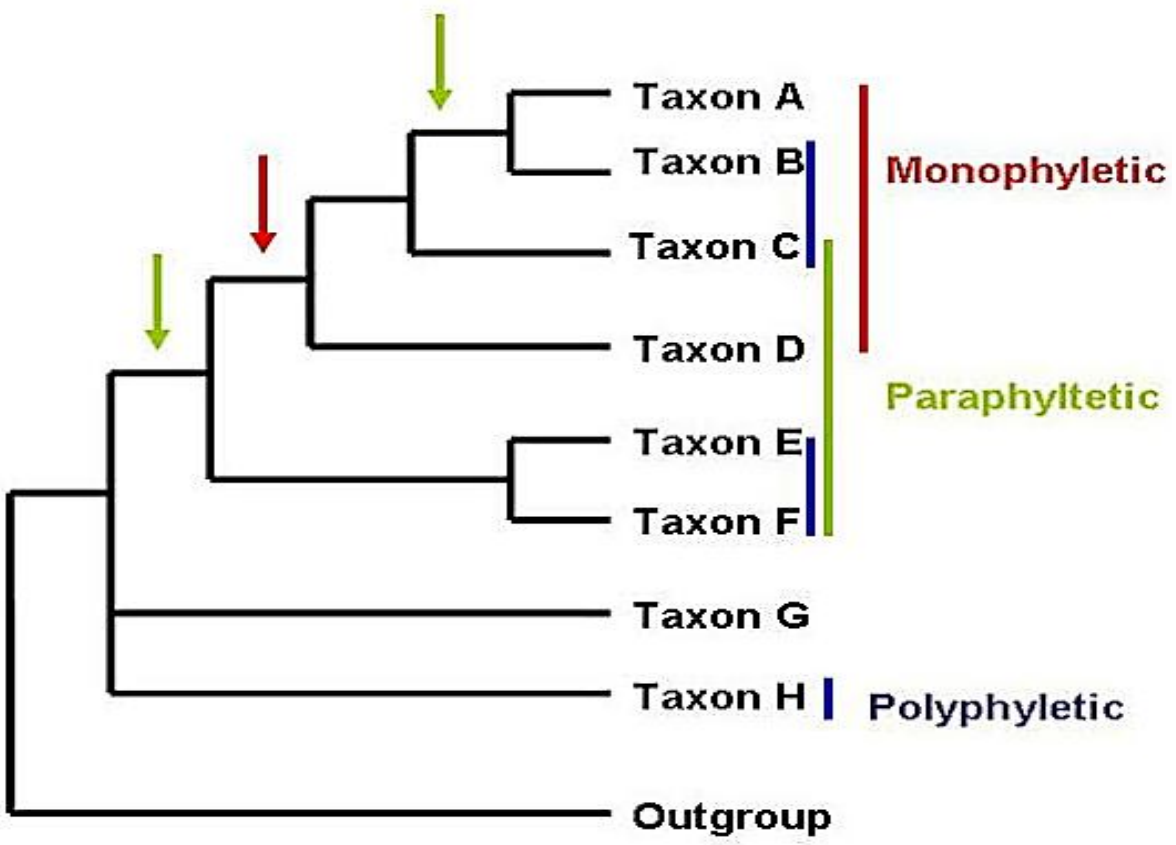 Taxon A
Taxon B
Monophyletic
Taxon C
Taxon D
Paraphyltetic
Taxon E
Taxon F
Taxon G
Taxon H
Polyphyletic
Outgroup